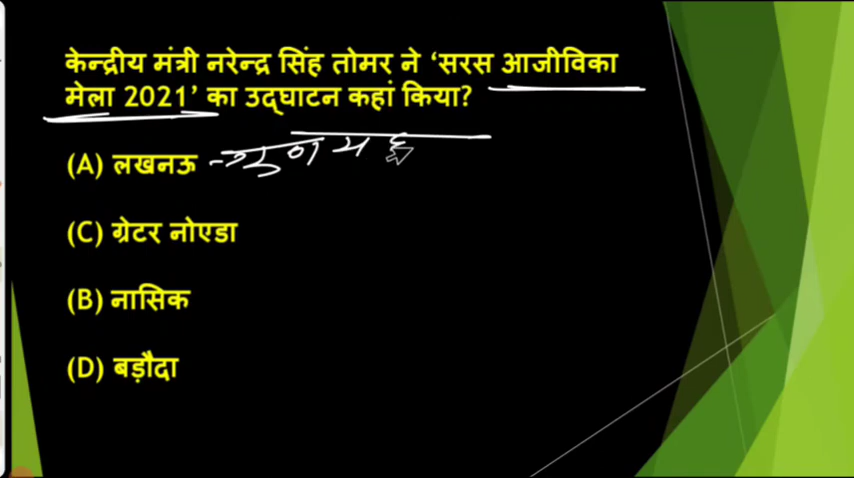 केन्द्रीय मंत्री नरेन्द्र सिंह तोमर ने ‘सरस आजीविका
मेला 2021’ का उद्घाटन कहां किया?
(A) लखनऊ
(C) ग्रेटर नोएडा
(B) नासिक
(D) बड़ौदा